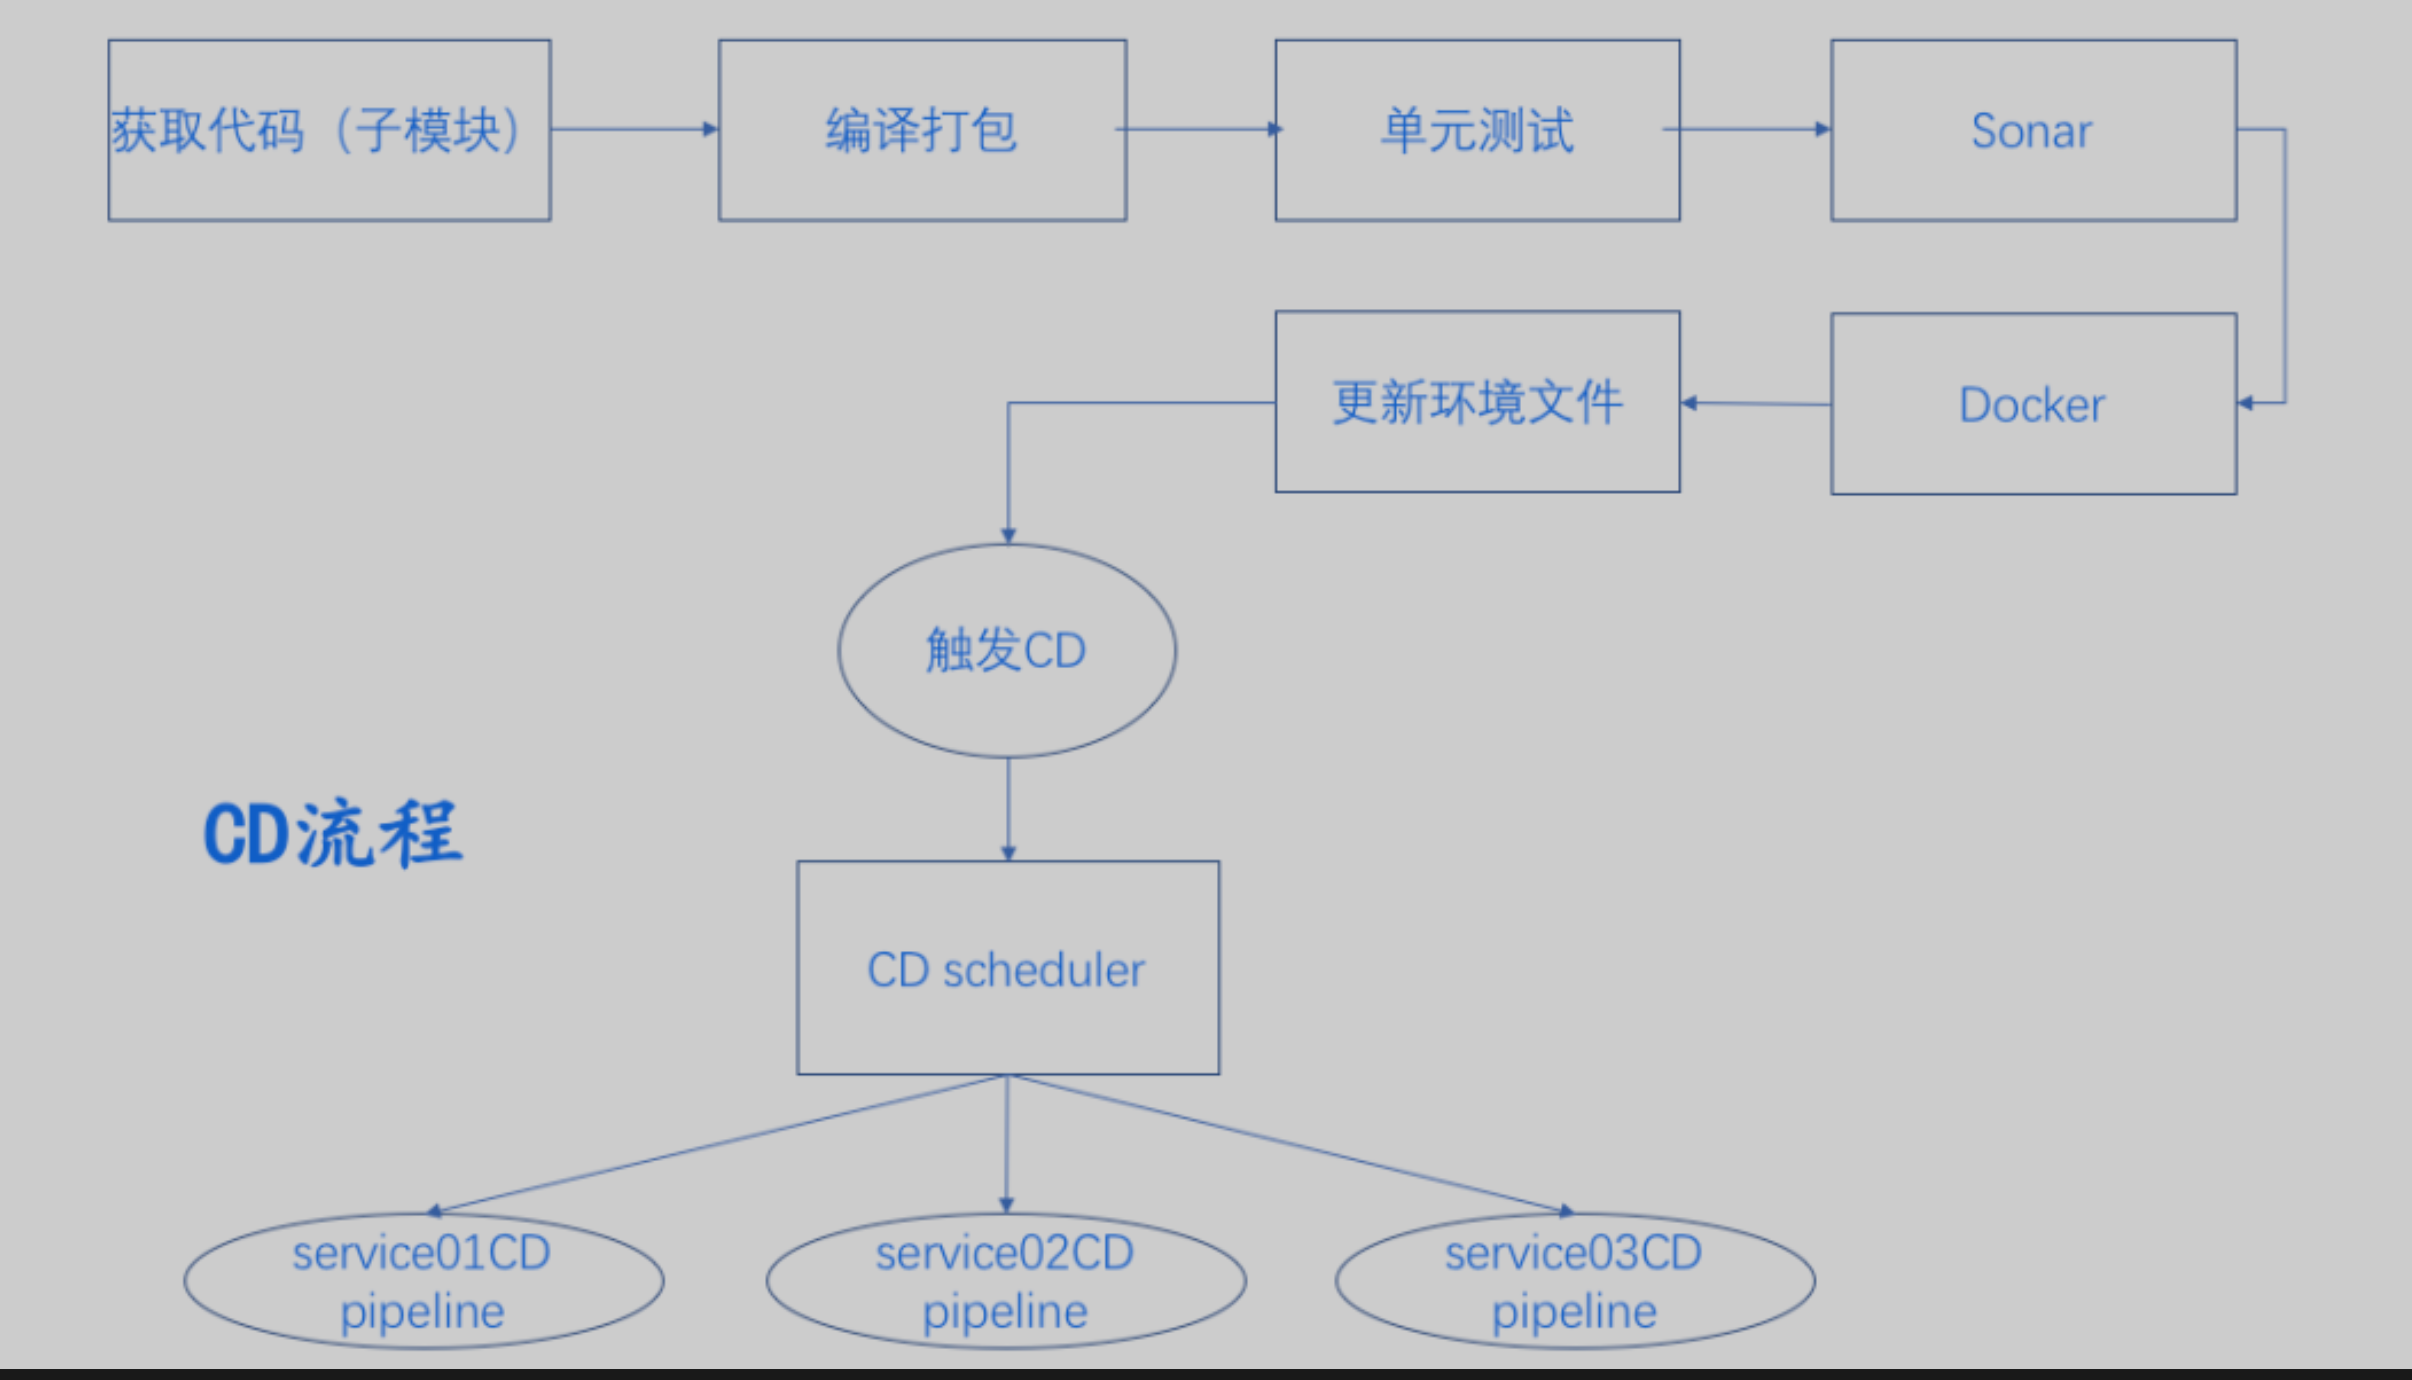 获取代码（子模块）
编译打包
单元测试
Sonar
Docker
更新环境文件
触发CD
CD流程
CD scheduler
service01CD
pipeline
service02CD
pipeline
service03CD
pipeline